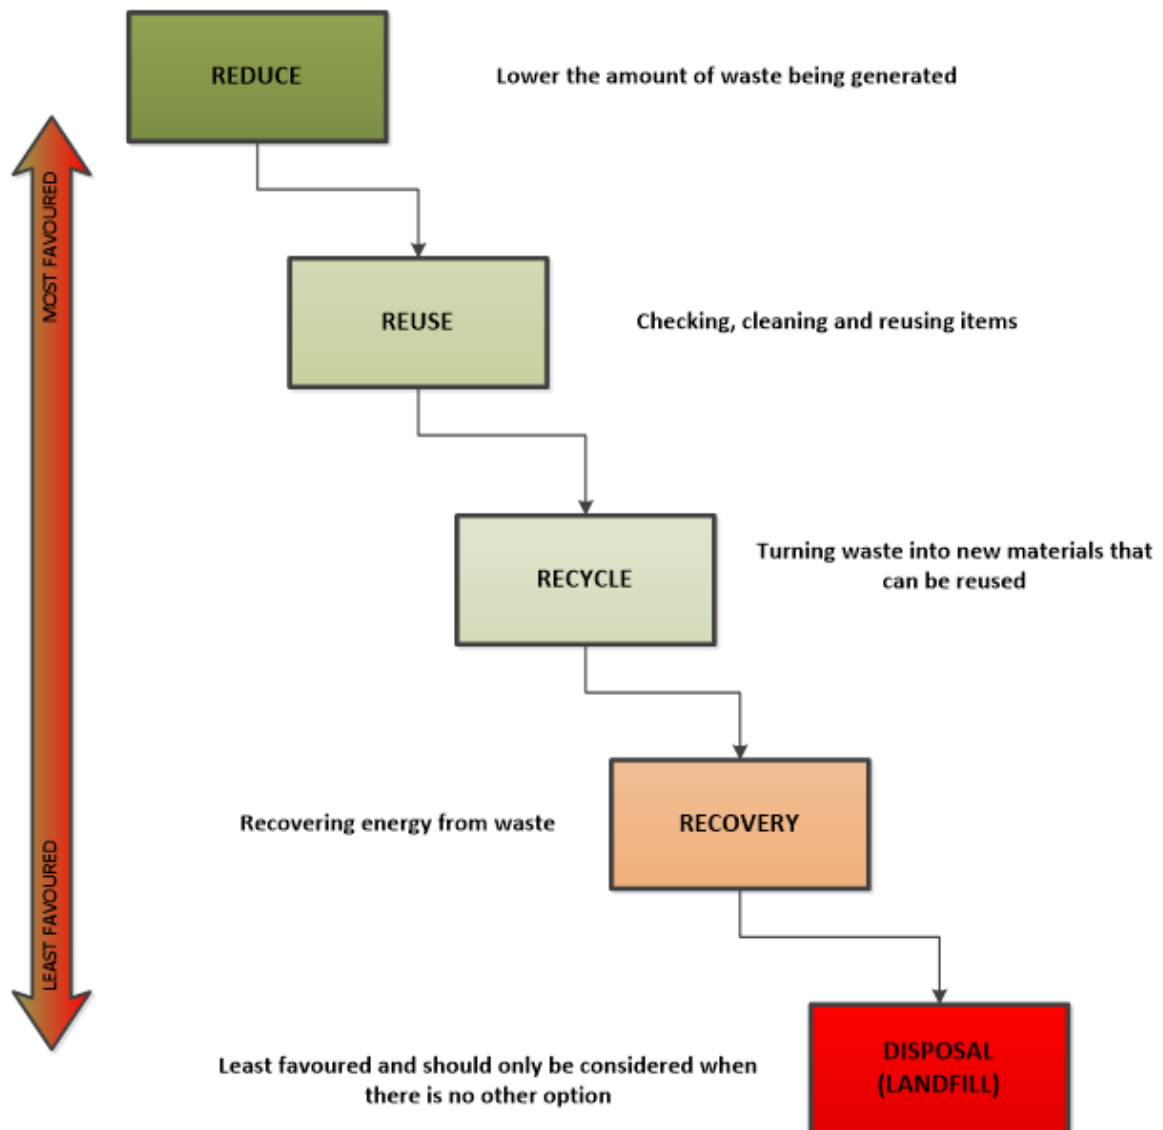 REDUCE
Lower the amount of waste being generated
MOST FAVOURED
REUSE
Checking, cleaning and reusing items
RECYCLE
Turning waste into new materials that
can be reused
Recovering energy from waste
RECOVERY
LEAST FAVOURED
Least favoured and should only be considered when
there is no other option
DISPOSAL
(LANDFILL)